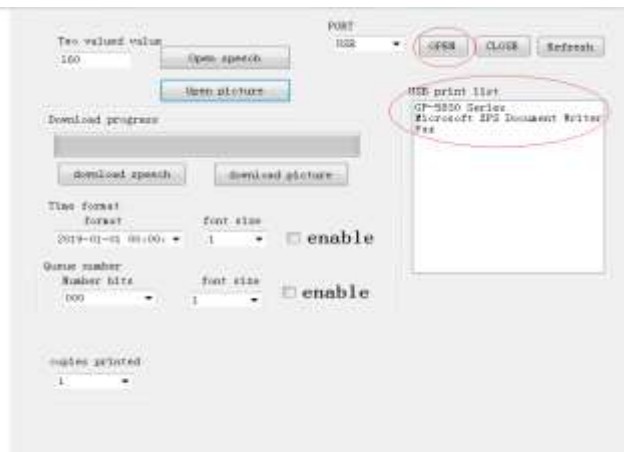 PORT
Two valued value
160
USB
OPEN
CLOSE
Refresh
Open speech
Open picture
USB print list
GP-5850 Series
Microsoft XPS Document Writer
Fax
Download progress
download speech
download picture
Time format
format
font size
2019-01-01 00:00:
1
enable
Queue number
Number bits
font size
000
1
enable
copies printed
1